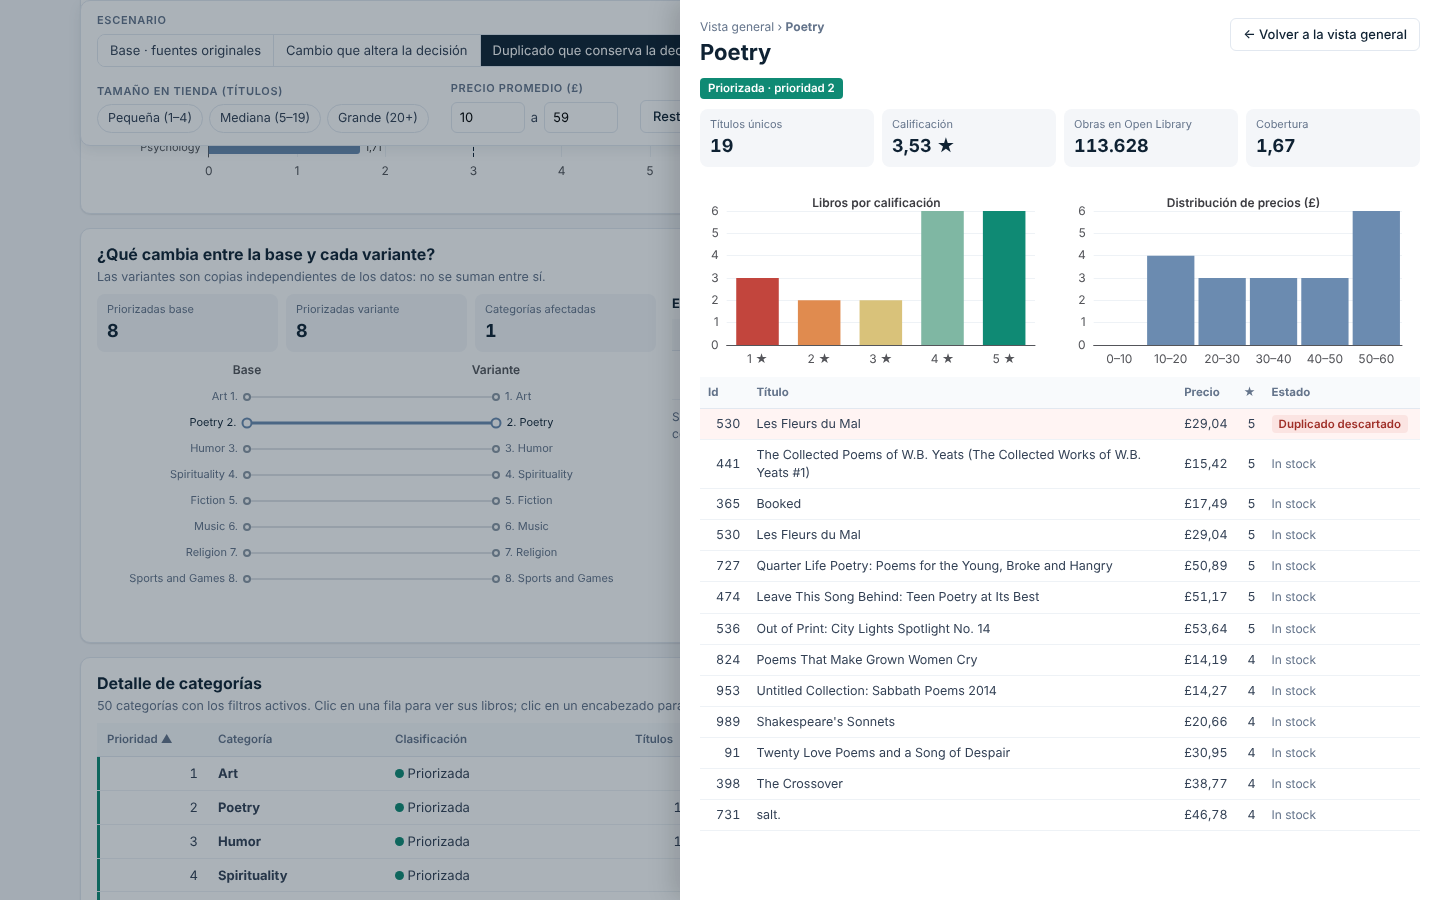 ESCENARIO
Base · fuentes originales
Cambio que altera la decisión
Duplicado que conserva la
TAMAÑO EN TIENDA (TÍTULOS)
PRECIO PROMEDIO (£)
Pequeña (1–4)
Mediana (5–19)
Grande (20+)
10 a 59
Psychology 1,71
0 1 2 3 4 5
¿Qué cambia entre la base y cada variante?
Las variantes son copias independientes de los datos: no se suman entre sí.
Priorizadas base
8
Priorizadas variante
8
Categorías afectadas
1
Base Variante
Art 1. 1. Art
Poetry 2. 2. Poetry
Humor 3. 3. Humor
Spirituality 4. 4. Spirituality
Fiction 5. 5. Fiction
Music 6. 6. Music
Religion 7. 7. Religion
Sports and Games 8. 8. Sports and Games
Detalle de categorías
50 categorías con los filtros activos. Clic en una fila para ver sus libros; clic en un encabezado
Prioridad ▲ Categoría Clasificación Títulos
1 Art Priorizada
2 Poetry Priorizada
3 Humor Priorizada
4 Spirituality Priorizada
Vista general › Poetry
← Volver a la vista general
Poetry
Priorizada · prioridad 2
Títulos únicos
19
Calificación
3,53 ★
Obras en Open Library
113.628
Cobertura
1,67
Libros por calificación
6
5
4
3
2
1
0
1 ★ 2 ★ 3 ★ 4 ★ 5 ★
Distribución de precios (£)
6
5
4
3
2
1
0
0–10 10–20 20–30 30–40 40–50 50–60
Id Título Precio ★ Estado
530 Les Fleurs du Mal £29,04 5 Duplicado descartado
441 The Collected Poems of W.B. Yeats (The Collected Works of W.B.
Yeats #1) £15,42 5 In stock
365 Booked £17,49 5 In stock
530 Les Fleurs du Mal £29,04 5 In stock
727 Quarter Life Poetry: Poems for the Young, Broke and Hangry £50,89 5 In stock
474 Leave This Song Behind: Teen Poetry at Its Best £51,17 5 In stock
536 Out of Print: City Lights Spotlight No. 14 £53,64 5 In stock
824 Poems That Make Grown Women Cry £14,19 4 In stock
953 Untitled Collection: Sabbath Poems 2014 £14,27 4 In stock
989 Shakespeare's Sonnets £20,66 4 In stock
91 Twenty Love Poems and a Song of Despair £30,95 4 In stock
398 The Crossover £38,77 4 In stock
731 salt. £46,78 4 In stock